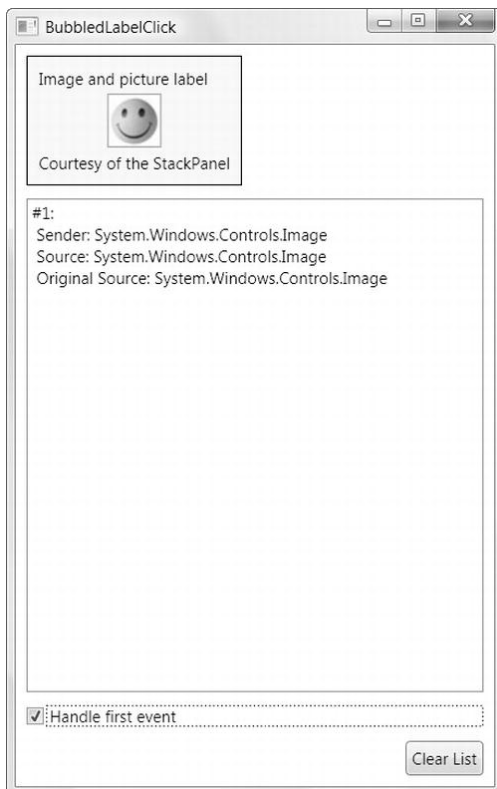 BubbledLabelClick
Image and picture label
Courtesy of the StackPanel
#1:
Sender: System.Windows.Controls.Image
Source: System.Windows.Controls.Image
Original Source: System.Windows.Controls.Image
Handle first event
Clear List